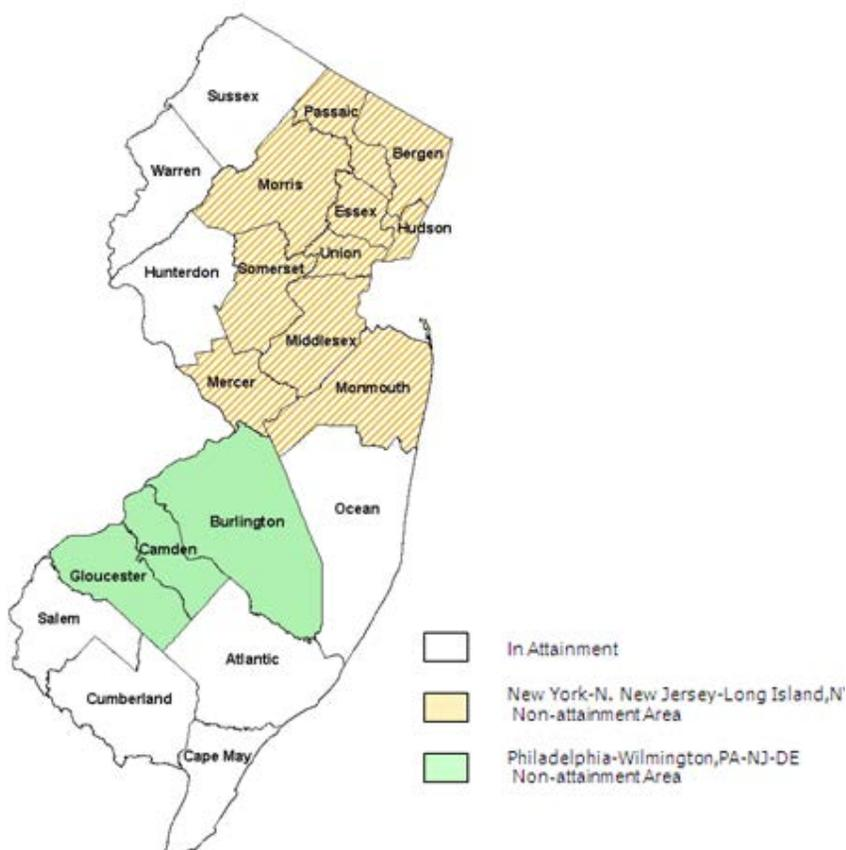 Sussex
Passaic
Bergen
Warren
Morris
Essex
Hudson
Union
Hunterdon
Somerset
Middlesex
Mercer
Monmouth
Ocean
Burlington
Camden
Gloucester
Salem
Atlantic
Cumberland
Cape May
In Attainment
New York-N. New Jersey-Long Island,NY
Non-attainment Area
Philadelphia-Wilmington,PA-NJ-DE
Non-attainment Area